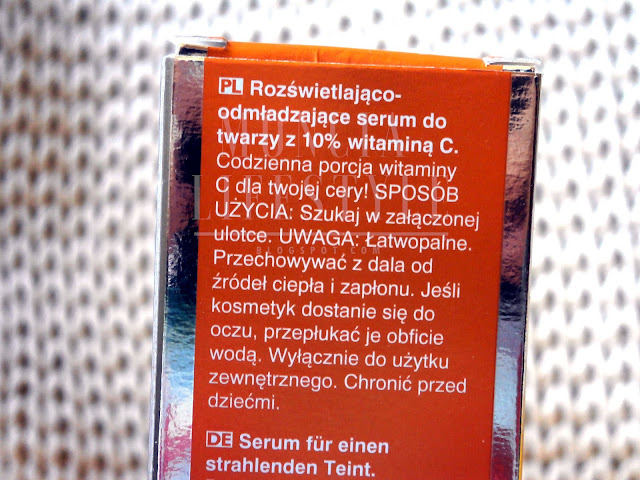 PL Rozświetlająco-
odmładzające serum do
twarzy z 10% witaminą C.
Codzienna porcja witaminy
C dla twojej cery! SPOSÓB
UŻYCIA: Szukaj w załączonej
ulotce. UWAGA: Łatwopalne.
BLOGSPOT.COM
Przechowywać z dala od
źródeł ciepła i zapłonu. Jeśli
kosmetyk dostanie się do
oczu, przepłukać je obficie
wodą. Wyłącznie do użytku
zewnętrznego. Chronić przed
dziećmi.
DE Serum für einen
strahlenden Teint.